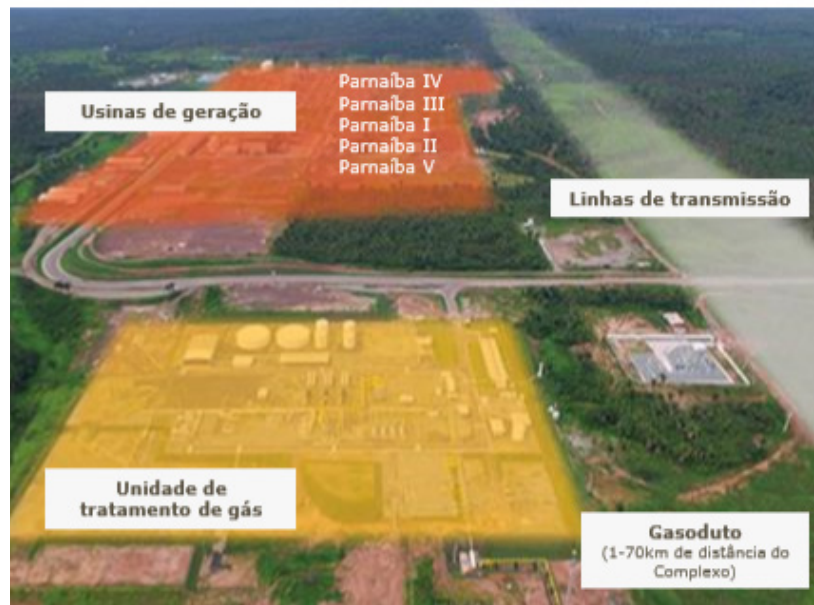 Parnaíba IV
Parnaíba III
Parnaíba I
Parnaíba II
Parnaíba V
Usinas de geração
Linhas de transmissão
Unidade de
tratamento de gás
Gasoduto
(1-70km de distância do
Complexo)